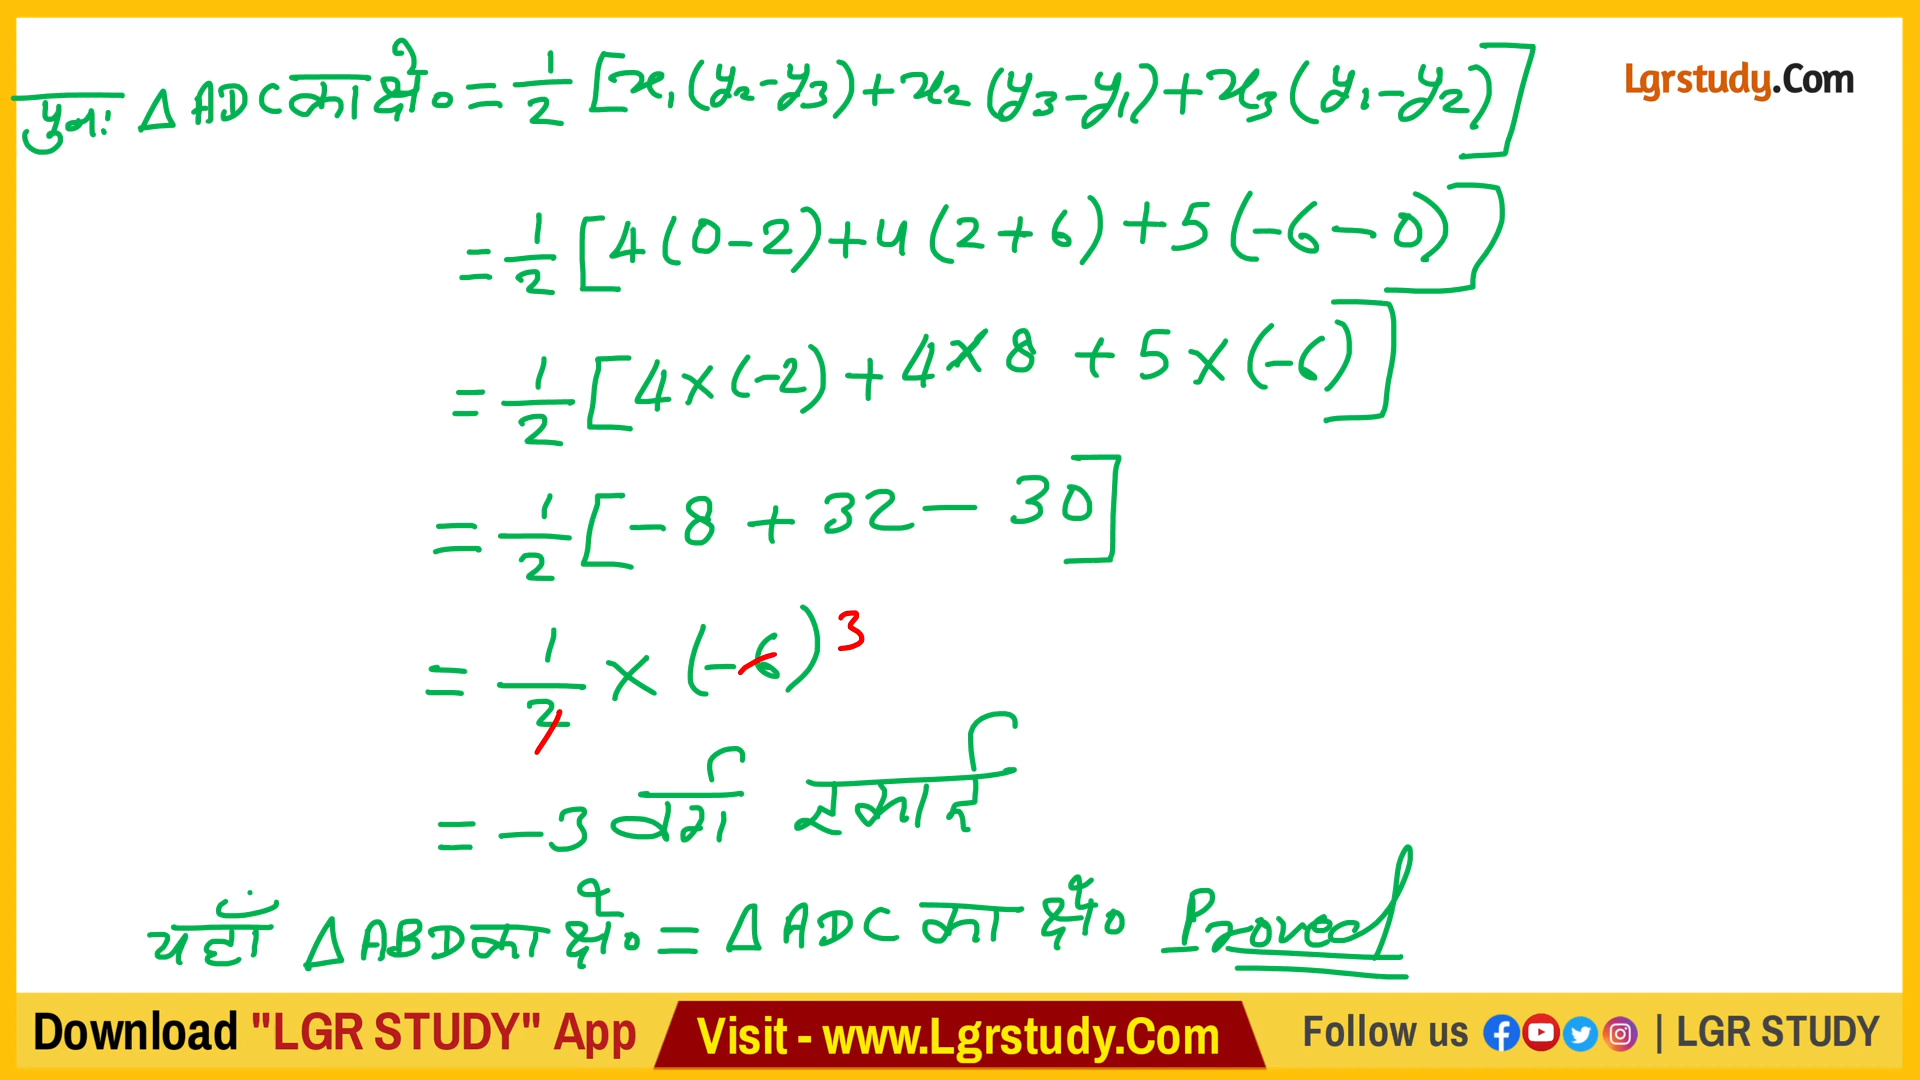 पुनः Δ ADC का क्षे० = 1/2 [x₁(y₂-y₃)+x₂(y₃-y₁)+x₃(y₁-y₂)]
Lgrstudy.Com
= 1/2 [4(0-2)+4(2+6)+5(-6-0)]
= 1/2 [4×(-2)+4×8+5×(-6)]
= 1/2 [-8+32-30]
= 1/2 × (-6) 3
= -3 वर्ग इकाई
यहाँ Δ ABD का क्षे० = Δ ADC का क्षे० Proved
Download "LGR STUDY" App
Visit - www.Lgrstudy.Com
Follow us | LGR STUDY